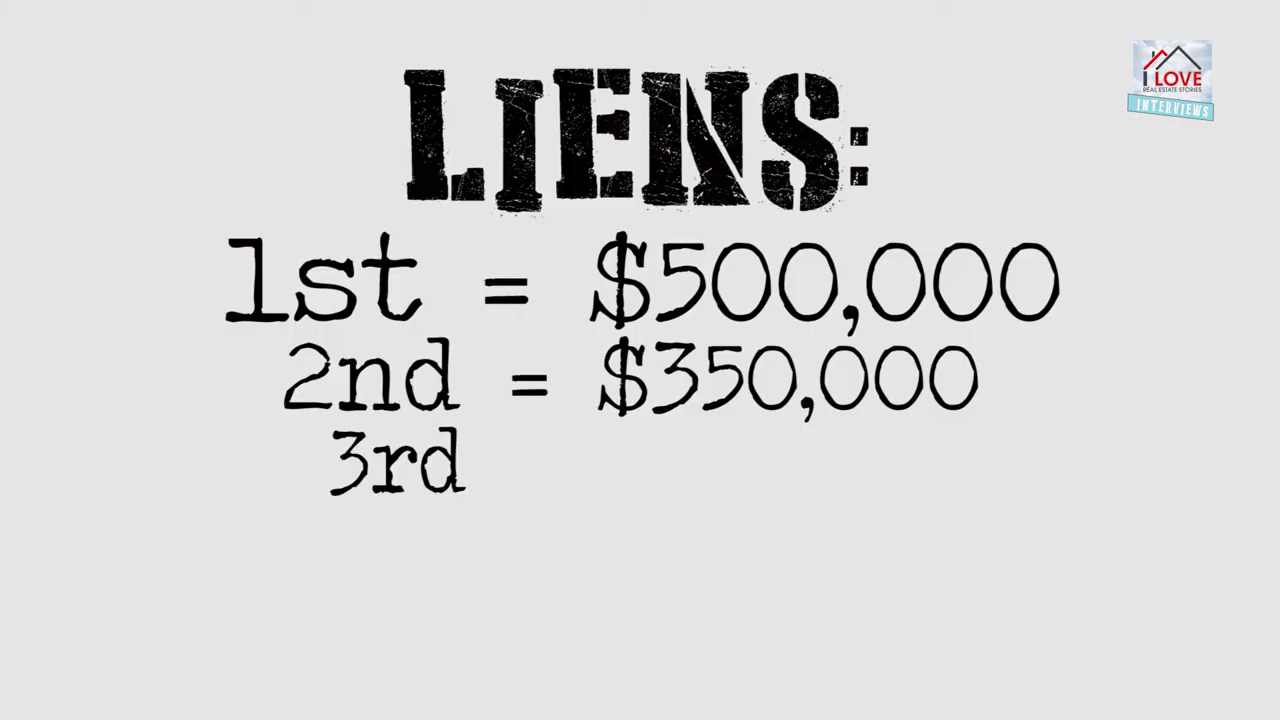 LIENS:
1st = $500,000
2nd = $350,000
3rd
I LOVE
REAL ESTATE STORIES
INTERVIEWS